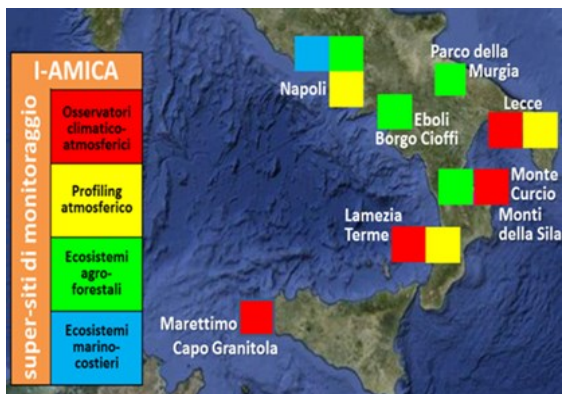 I-AMICA
super-siti di monitoraggio
Osservatori
climatico-
atmosferici
Profiling
atmosferico
Ecosistemi
agro-
forestali
Ecosistemi
marino-
costieri
Napoli
Parco della
Murgia
Eboli
Borgo Cioffi
Lecce
Monte
Curcio
Monti
della Sila
Lamezia
Terme
Marettimo
Capo Granitola